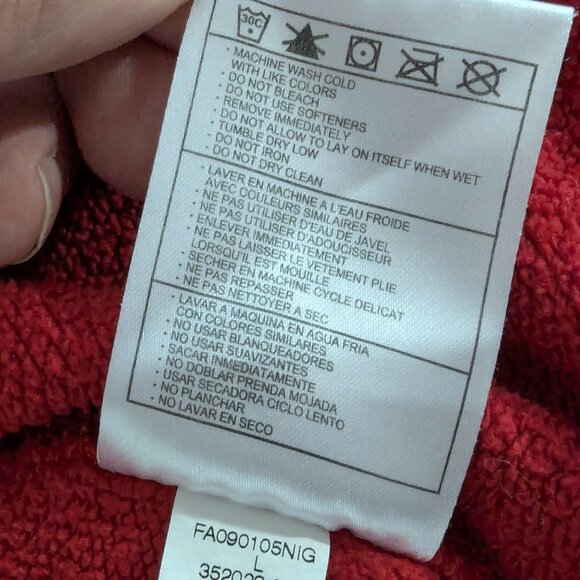 30C
· MACHINE WASH COLD
WITH LIKE COLORS
· DO NOT BLEACH
· DO NOT USE SOFTENERS
· REMOVE IMMEDIATELY
· DO NOT ALLOW TO LAY ON ITSELF WHEN WET
· TUMBLE DRY LOW
· DO NOT IRON
· DO NOT DRY CLEAN
· LAVER EN MACHINE A L'EAU FROIDE
AVEC COULEURS SIMILAIRES
· NE PAS UTILISER D'EAU DE JAVEL
· NE PAS UTILISER D'ADOUCISSEUR
· ENLEVER IMMEDIATEMENT
· NE PAS LAISSER LE VETEMENT PLIE
LORSQU'IL EST MOUILLE
· SECHER EN MACHINE CYCLE DELICAT
· NE PAS REPASSER
· NE PAS NETTOYER A SEC
· LAVAR A MAQUINA EN AGUA FRIA
CON COLORES SIMILARES
· NO USAR BLANQUEADORES
· NO USAR SUAVIZANTES
· SACAR INMEDIATAMENTE
· NO DOBLAR PRENDA MOJADA
· USAR SECADORA CICLO LENTO
· NO PLANCHAR
· NO LAVAR EN SECO
FA090105NIG
L